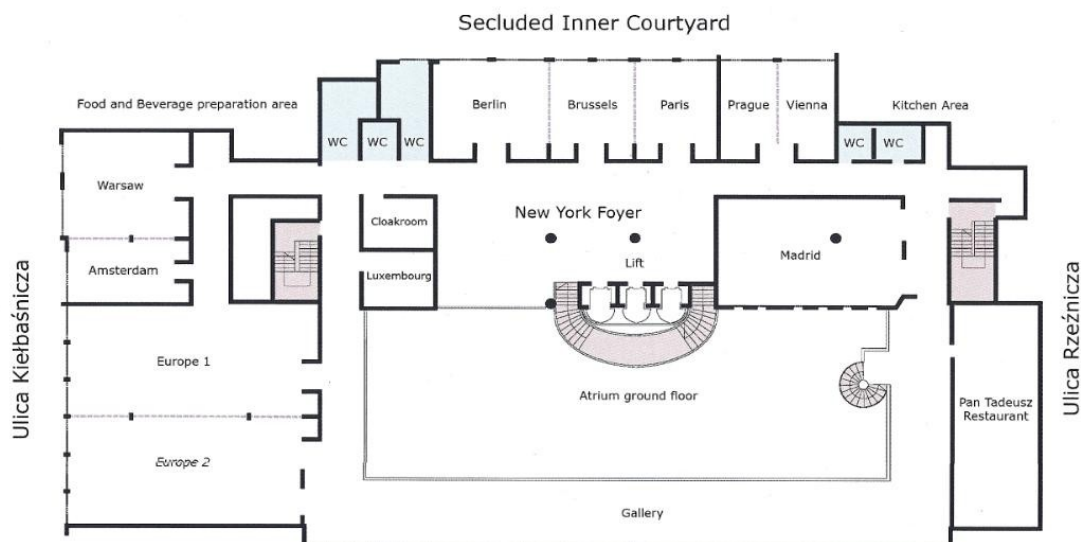 Secluded Inner Courtyard
Food and Beverage preparation area
Kitchen Area
Berlin
Brussels
Paris
Prague
Vienna
WC
WC
WC
WC
WC
Warsaw
Cloakroom
New York Foyer
Madrid
Amsterdam
Luxembourg
Lift
Ulica Kiełbaśnicza
Ulica Rzeźnicza
Europe 1
Atrium ground floor
Pan Tadeusz
Restaurant
Europe 2
Gallery